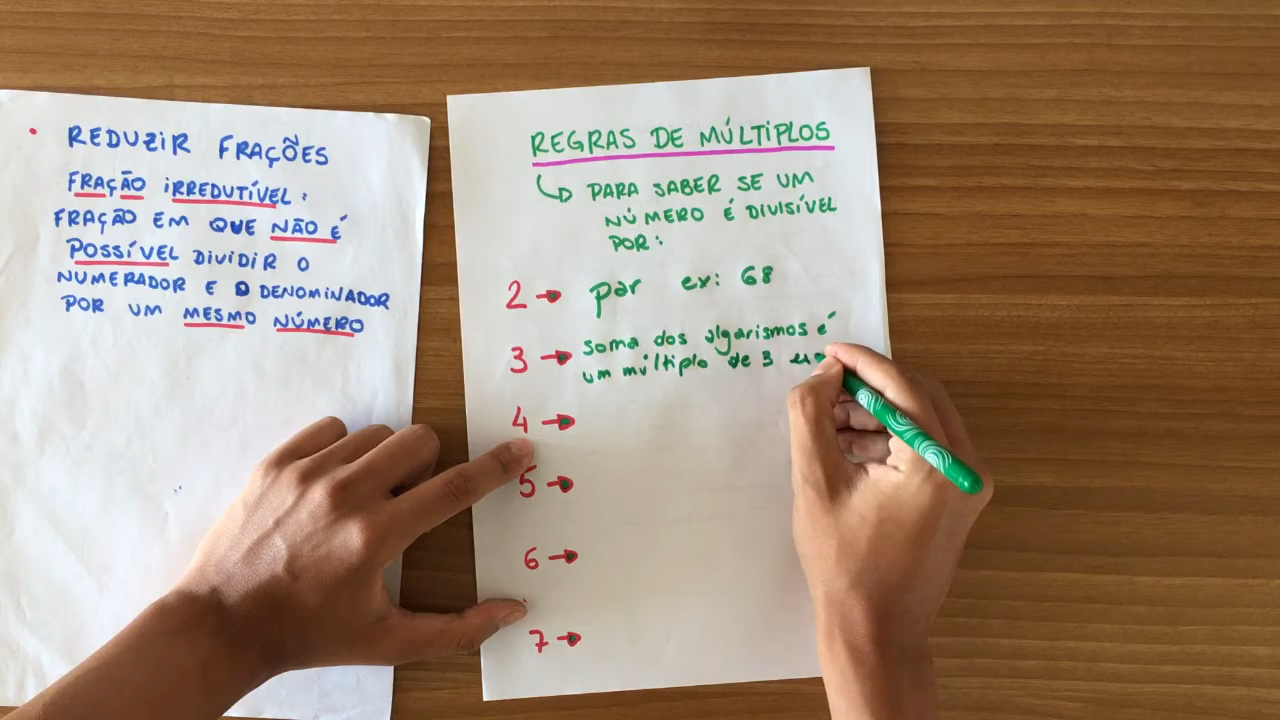 REDUZIR FRAÇÕES
FRAÇÃO IRREDUTÍVEL:
FRAÇÃO EM QUE NÃO É
POSSÍVEL DIVIDIR O
NUMERADOR E O DENOMINADOR
POR UM MESMO NÚMERO
REGRAS DE MÚLTIPLOS
PARA SABER SE UM
NÚMERO É DIVISÍVEL
POR:
2 → par ex: 68
3 → soma dos algarismos é
um múltiplo de 3
4 →
5 →
6 →
7 →